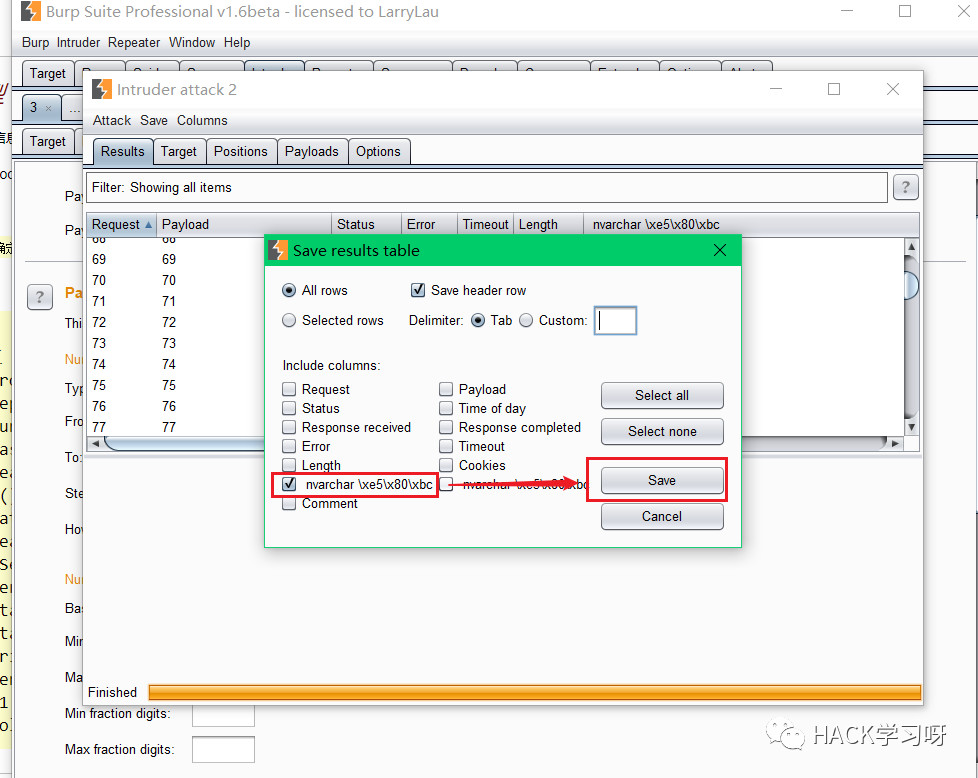 Burp Suite Professional v1.6beta - licensed to LarryLau
Burp Intruder Repeater Window Help
Target
Intruder attack 2
3 × ...
Attack Save Columns
Target
Results Target Positions Payloads Options
Filter: Showing all items ?
Request Payload Status Error Timeout Length nvarchar \xe5\x80\xbc
68 68
69 69
70 70
71 71
72 72
73 73
74 74
75 75
76 76
77 77
Save results table
All rows Save header row
Selected rows Delimiter: Tab Custom:
Include columns:
Request Payload Select all
Status Time of day
Response received Response completed Select none
Error Timeout
Length Cookies
nvarchar \xe5\x80\xbc nvarchar \xe5\x80\xbc Save
Comment
Cancel
?
To:
Finished
Min fraction digits:
Max fraction digits:
HACK学习呀